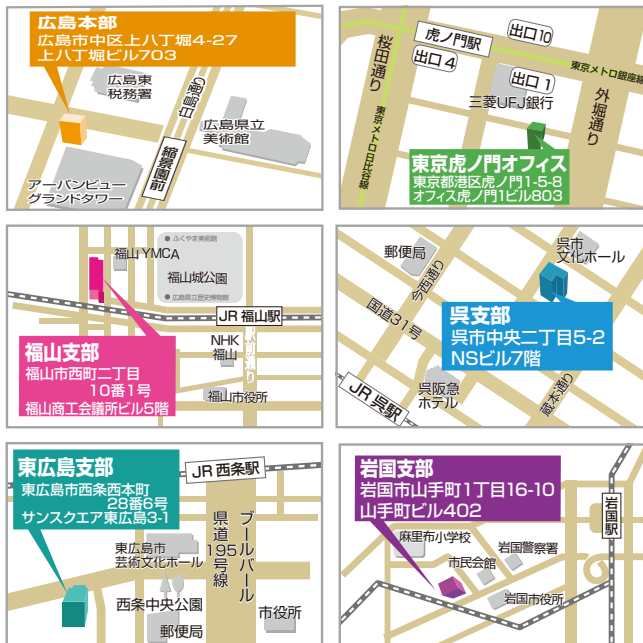 広島本部
広島市中区上八丁堀4-27
上八丁堀ビル703
広島東
税務署
白島通り
広島県立
美術館
縮景園前
アーバンビュー
グランドタワー
虎ノ門駅
出口10
出口4
出口1
東京メトロ銀座線
桜田通り
三菱UFJ銀行
外堀通り
東京メトロ日比谷線
東京虎ノ門オフィス
東京都港区虎ノ門1-5-8
オフィス虎ノ門1ビル803
ふくやま美術館
福山YMCA
福山城公園
広島県立歴史博物館
JR 福山駅
福山支部
福山市西町二丁目
10番1号
福山商工会議所ビル5階
NHK
福山
福山市役所
郵便局
今西通り
呉市
文化ホール
国道31号
呉支部
呉市中央二丁目5-2
NSビル7階
JR 呉駅
呉阪急
ホテル
蔵本通り
東広島支部
東広島市西条西本町
28番6号
サンスクエア東広島3-1
JR 西条駅
東広島市
芸術文化ホール
県道195号線
ブールバール
西条中央公園
郵便局
市役所
岩国支部
岩国市山手町1丁目16-10
山手町ビル402
岩国駅
麻里布小学校
市民会館
岩国警察署
岩国市役所